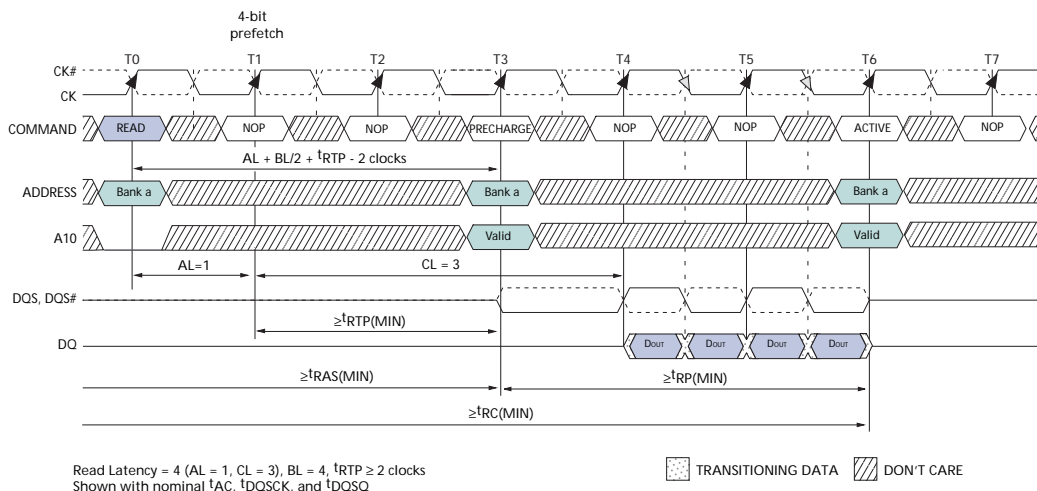 4-bit
prefetch
T0 T1 T2 T3 T4 T5 T6 T7
CK#
CK
COMMAND READ NOP NOP PRECHARGE NOP NOP ACTIVE NOP
AL + BL/2 + tRTP - 2 clocks
ADDRESS Bank a Bank a Bank a
A10 Valid Valid
AL=1 CL = 3
DQS, DQS#
≥tRTP(MIN)
DQ DOUT DOUT DOUT DOUT
≥tRAS(MIN) ≥tRP(MIN)
≥tRC(MIN)
Read Latency = 4 (AL = 1, CL = 3), BL = 4, tRTP ≥ 2 clocks
Shown with nominal tAC, tDQSCK, and tDQSQ
TRANSITIONING DATA DON'T CARE